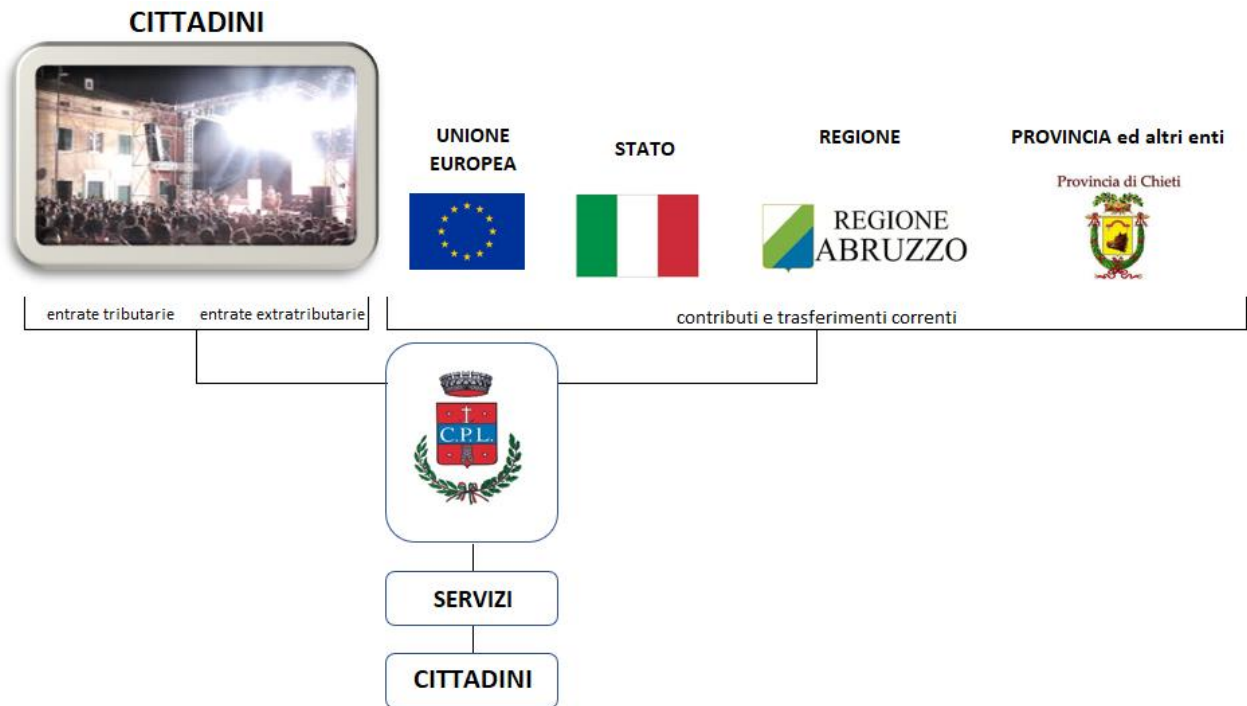 CITTADINI
UNIONE
EUROPEA
STATO
REGIONE
PROVINCIA ed altri enti
Provincia di Chieti
REGIONE
ABRUZZO
entrate tributarie
entrate extratributarie
contributi e trasferimenti correnti
C.P.L.
SERVIZI
CITTADINI